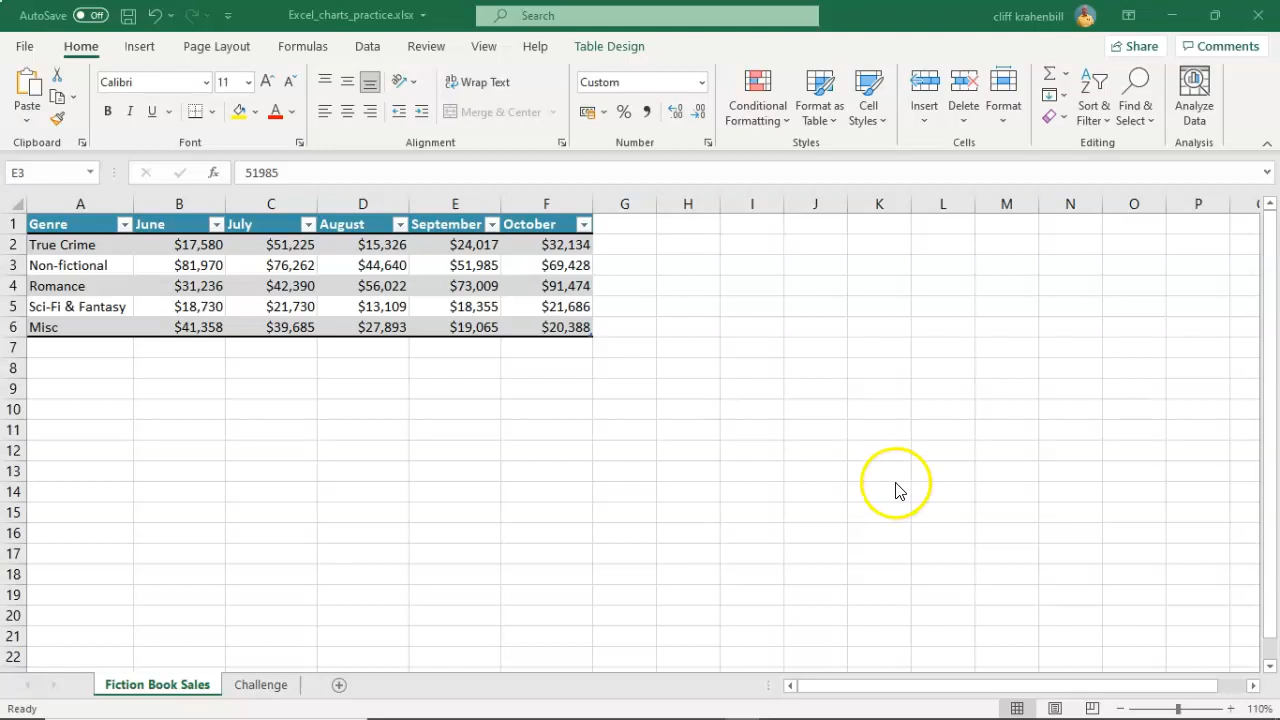 AutoSave Off Excel_charts_practice.xlsx Search cliff krahenbill
File Home Insert Page Layout Formulas Data Review View Help Table Design Share Comments
Paste Calibri 11 Wrap Text Custom Conditional Formatting Format as Table Cell Styles Insert Delete Format Sort & Filter Find & Select Analyze Data
B I U Merge & Center % ,
Clipboard Font Alignment Number Styles Cells Editing Analysis
E3 fx 51985
A B C D E F G H I J K L M N O P
1 Genre June July August September October
2 True Crime $17,580 $51,225 $15,326 $24,017 $32,134
3 Non-fictional $81,970 $76,262 $44,640 $51,985 $69,428
4 Romance $31,236 $42,390 $56,022 $73,009 $91,474
5 Sci-Fi & Fantasy $18,730 $21,730 $13,109 $18,355 $21,686
6 Misc $41,358 $39,685 $27,893 $19,065 $20,388
7
8
9
10
11
12
13
14
15
16
17
18
19
20
21
22
Fiction Book Sales Challenge
Ready 110%